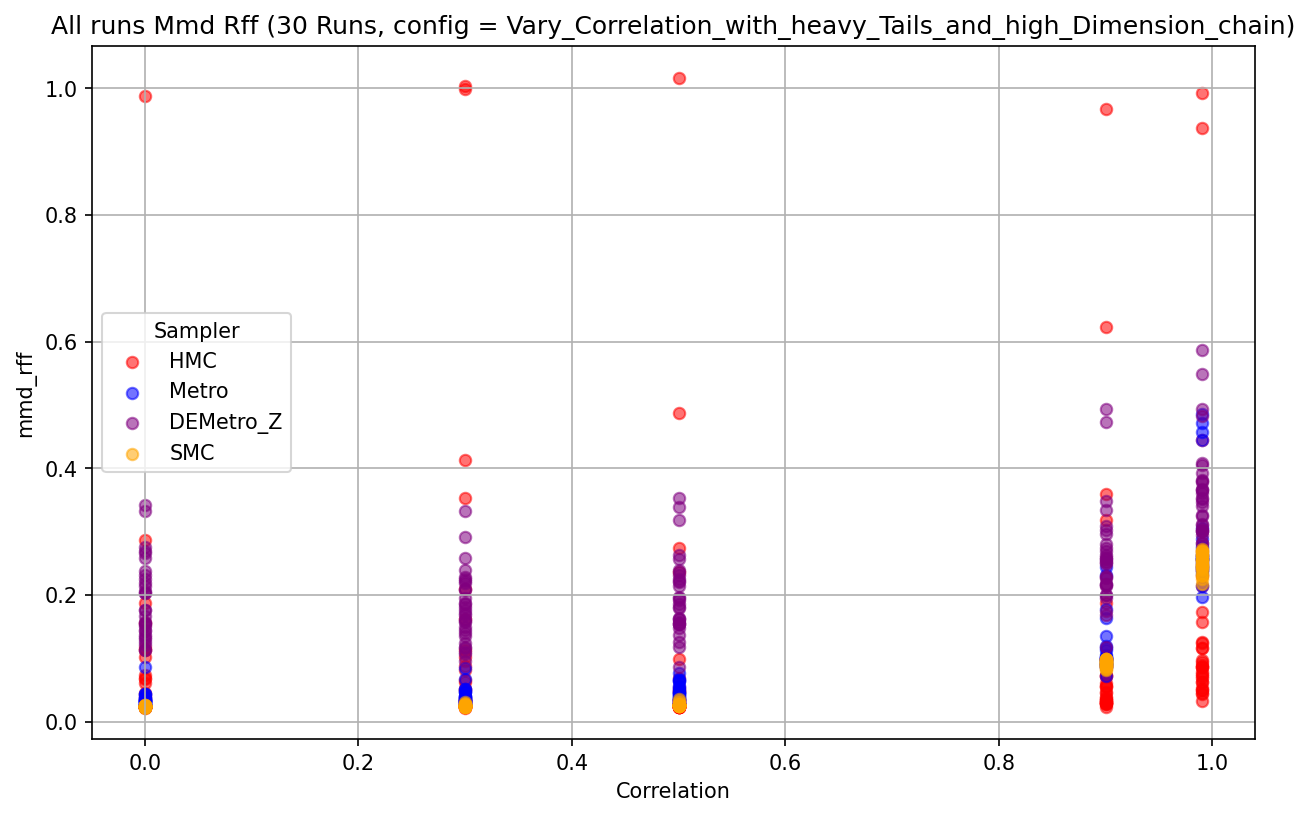 All runs Mmd Rff (30 Runs, config = Vary_Correlation_with_heavy_Tails_and_high_Dimension_chain)
1.0
0.8
0.6
0.4
0.2
0.0
mmd_rff
Sampler
HMC
Metro
DEMetro_Z
SMC
0.0 0.2 0.4 0.6 0.8 1.0
Correlation